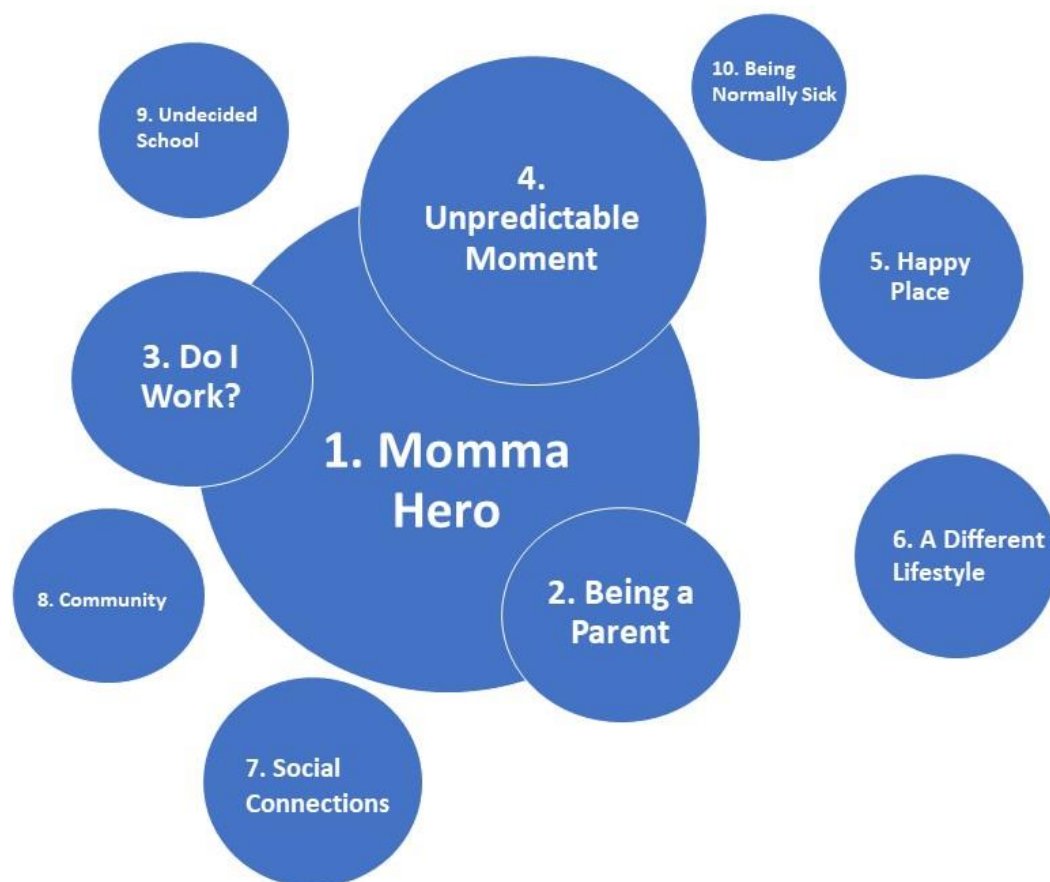 10. Being
Normally Sick
9. Undecided
School
4.
Unpredictable
Moment
5. Happy
Place
3. Do I
Work?
1. Momma
Hero
6. A Different
Lifestyle
2. Being a
Parent
8. Community
7. Social
Connections